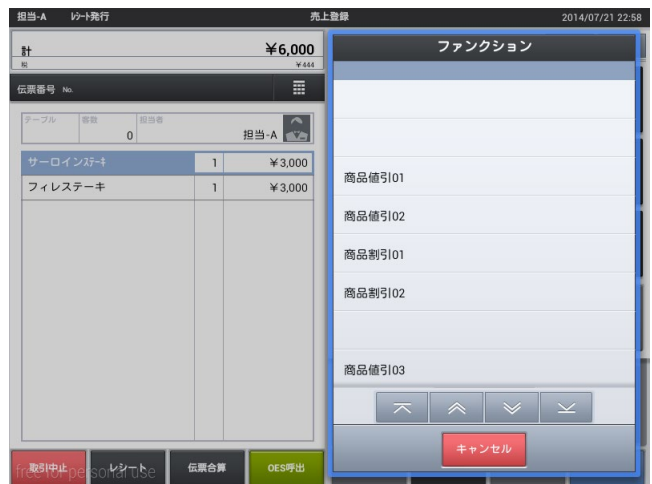 担当-A レシート発行 売上登録 2014/07/21 22:58
計 ¥6,000
税 ¥444
伝票番号 No.
テーブル 客数 担当者
0 担当-A
サーロインステーキ 1 ¥3,000
フィレステーキ 1 ¥3,000
取引中止 レシート 伝票合算 OES呼出
free for personal use
ファンクション
商品値引01
商品値引02
商品割引01
商品割引02
商品値引03
キャンセル